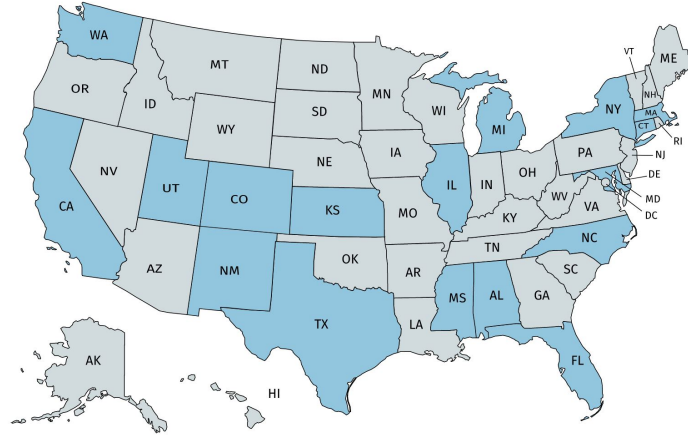 WA
MT
ND
MN
VT
ME
OR
ID
SD
WI
NH
NY
MA
WY
MI
CT
RI
NE
IA
PA
NJ
NV
UT
CO
KS
IL
IN
OH
DE
CA
MO
WV
VA
MD
KY
DC
AZ
NM
OK
AR
TN
NC
SC
TX
MS
AL
GA
LA
FL
AK
HI